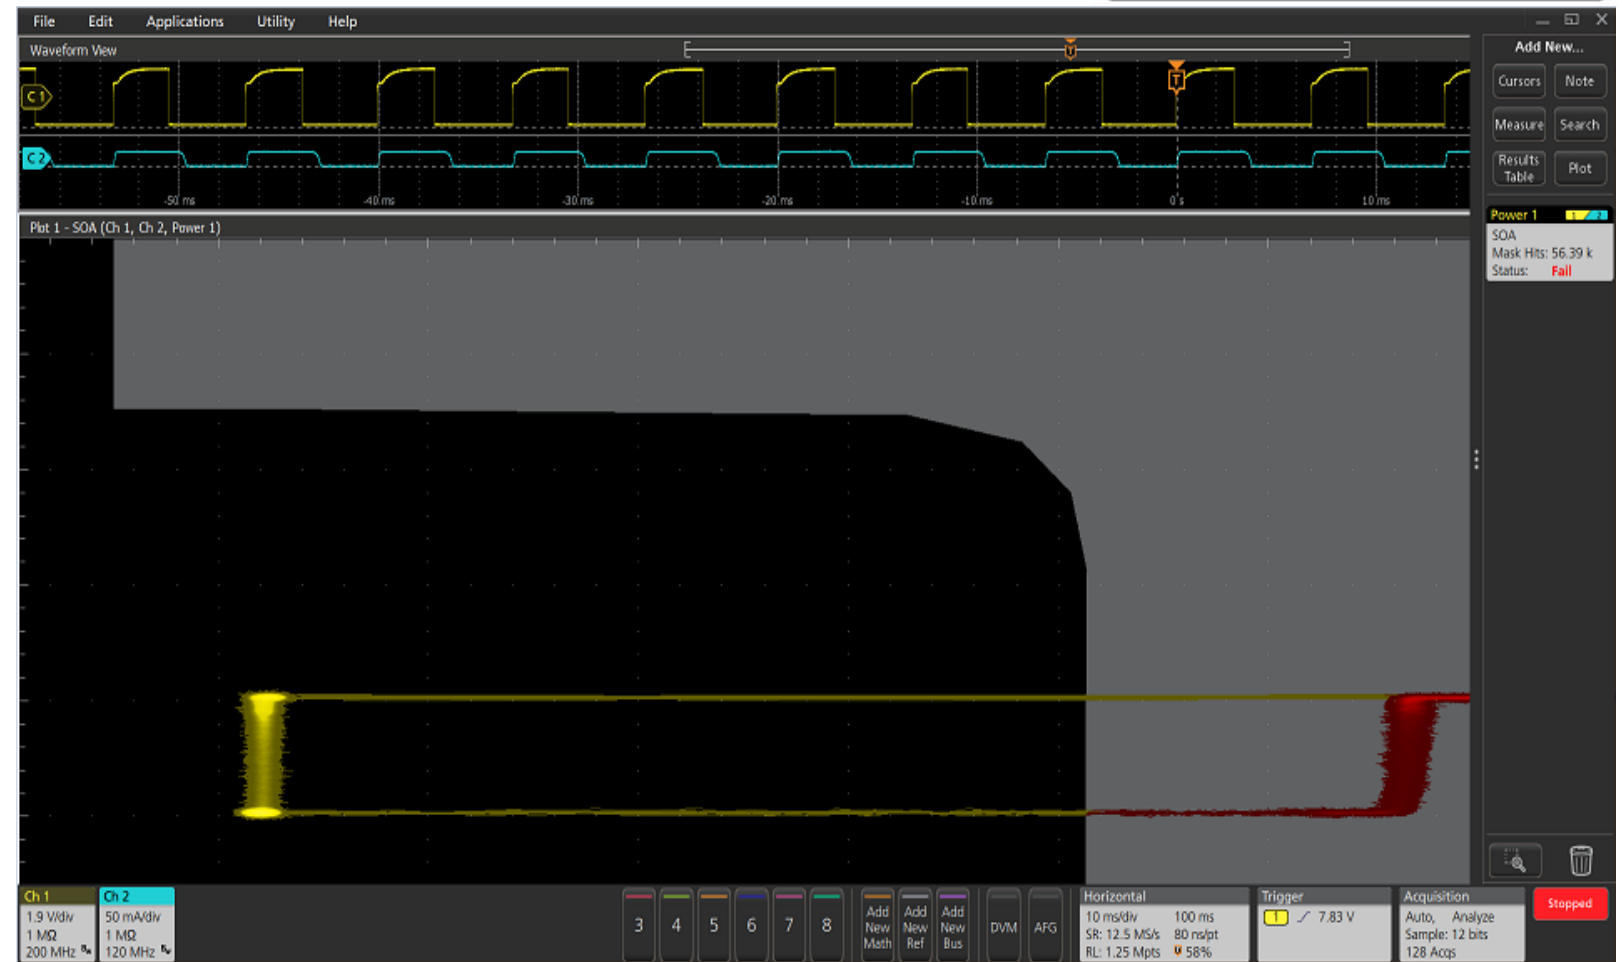 File Edit Applications Utility Help
Waveform View
Add New...
Cursors Note
Measure Search
Results Table Plot
T
T
C 1
C 2
-50 ms -40 ms -30 ms -20 ms -10 ms 0 s 10 ms
Power 1 1 2
SOA
Mask Hits: 56.39 k
Status: Fail
Plot 1 - SOA (Ch 1, Ch 2, Power 1)
Ch 1
1.9 V/div
1 MΩ
200 MHz
Ch 2
50 mA/div
1 MΩ
120 MHz
3 4 5 6 7 8
Add New Math
Add New Ref
Add New Bus
DVM AFG
Horizontal
10 ms/div 100 ms
SR: 12.5 MS/s 80 ns/pt
RL: 1.25 Mpts 58%
Trigger
1 7.83 V
Acquisition
Auto, Analyze
Sample: 12 bits
128 Acqs
Stopped